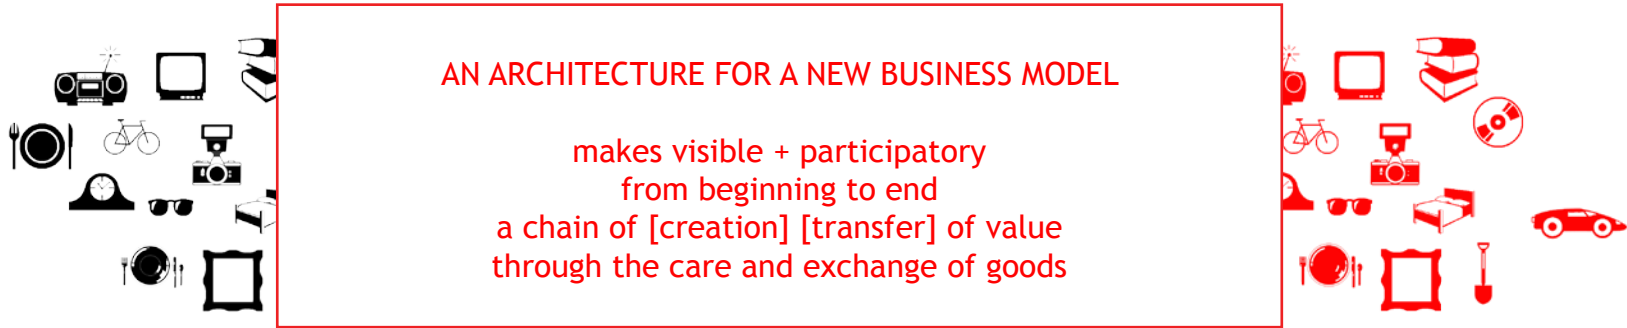 AN ARCHITECTURE FOR A NEW BUSINESS MODEL
makes visible + participatory
from beginning to end
a chain of [creation] [transfer] of value
through the care and exchange of goods